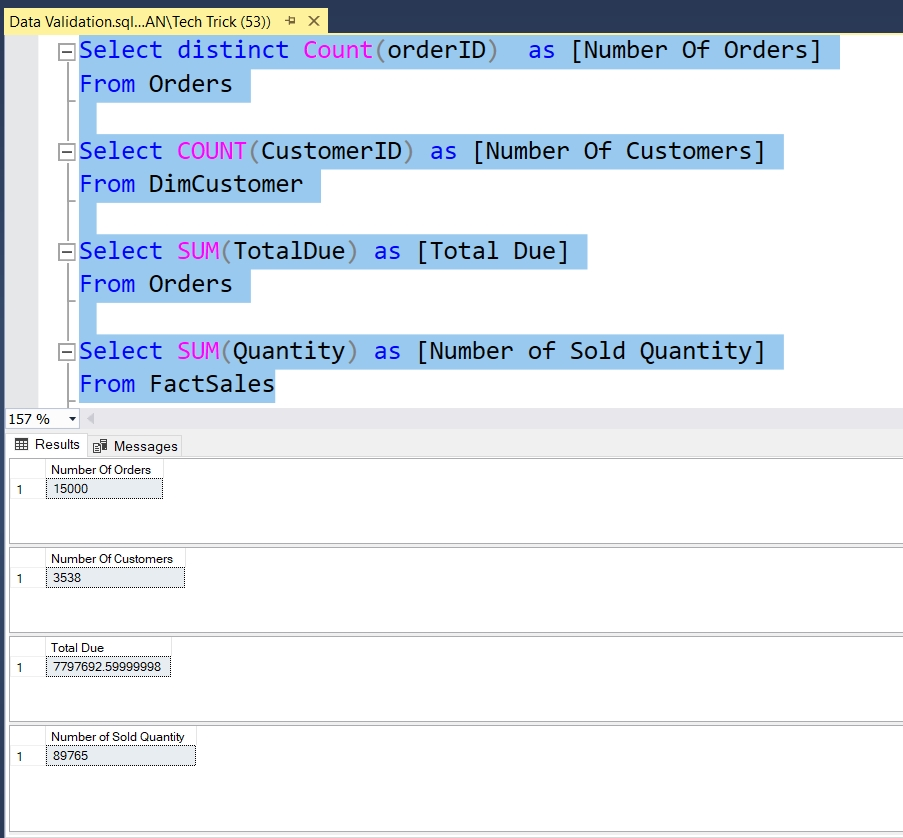 Data Validation.sql...AN\Tech Trick (53))
Select distinct Count(orderID)  as [Number Of Orders]
From Orders
Select COUNT(CustomerID) as [Number Of Customers]
From DimCustomer
Select SUM(TotalDue) as [Total Due]
From Orders
Select SUM(Quantity) as [Number of Sold Quantity]
From FactSales
157 %
Results Messages
Number Of Orders
1 15000
Number Of Customers
1 3538
Total Due
1 7797692.59999998
Number of Sold Quantity
1 89765